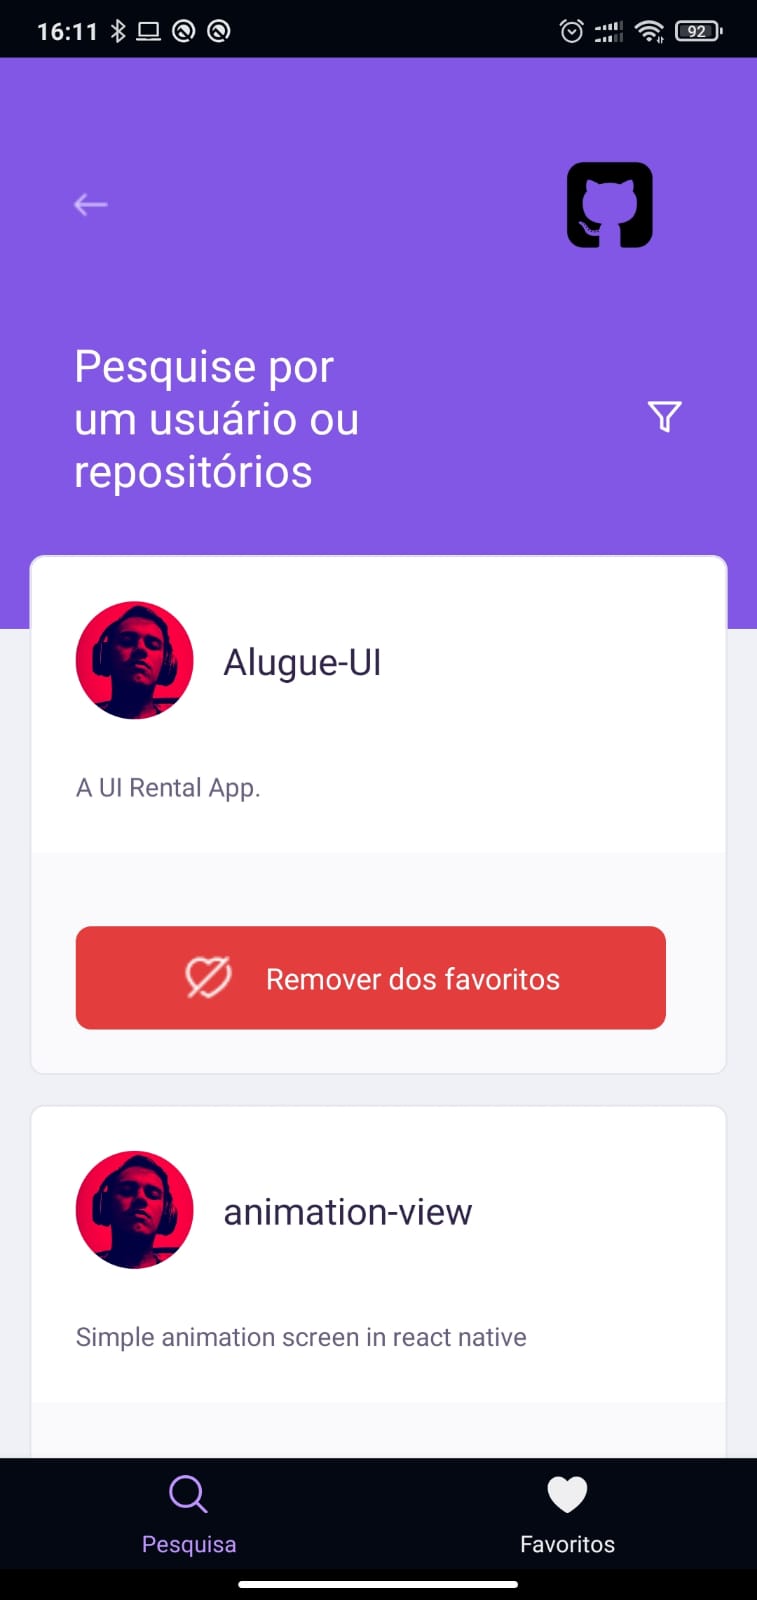 16:11
92
Pesquise por
um usuário ou
repositórios
Alugue-UI
A UI Rental App.
Remover dos favoritos
animation-view
Simple animation screen in react native
Pesquisa
Favoritos